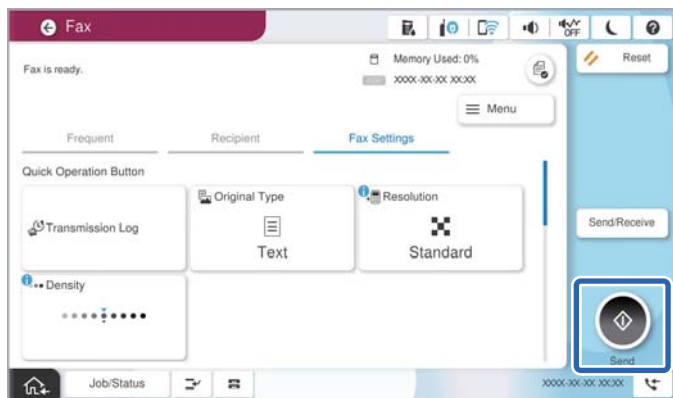 Fax
OFF
Fax is ready.
Memory Used: 0%
XXXX-XX-XX XX:XX
Reset
Menu
Frequent
Recipient
Fax Settings
Quick Operation Button
Transmission Log
Original Type
Text
Resolution
Standard
Send/Receive
Density
Send
Job/Status
XXXX-XX-XX XX:XX